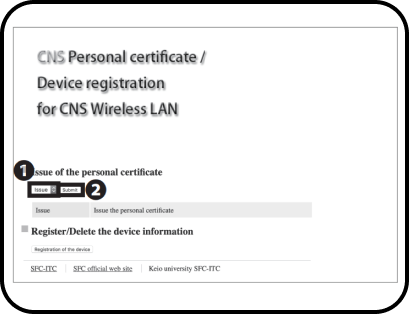 CNS Personal certificate /
Device registration
for CNS Wireless LAN
1 Issue of the personal certificate
Issue Submit 2
Issue Issue the personal certificate
Register/Delete the device information
Registration of the device
SFC-ITC SFC official web site Keio university SFC-ITC